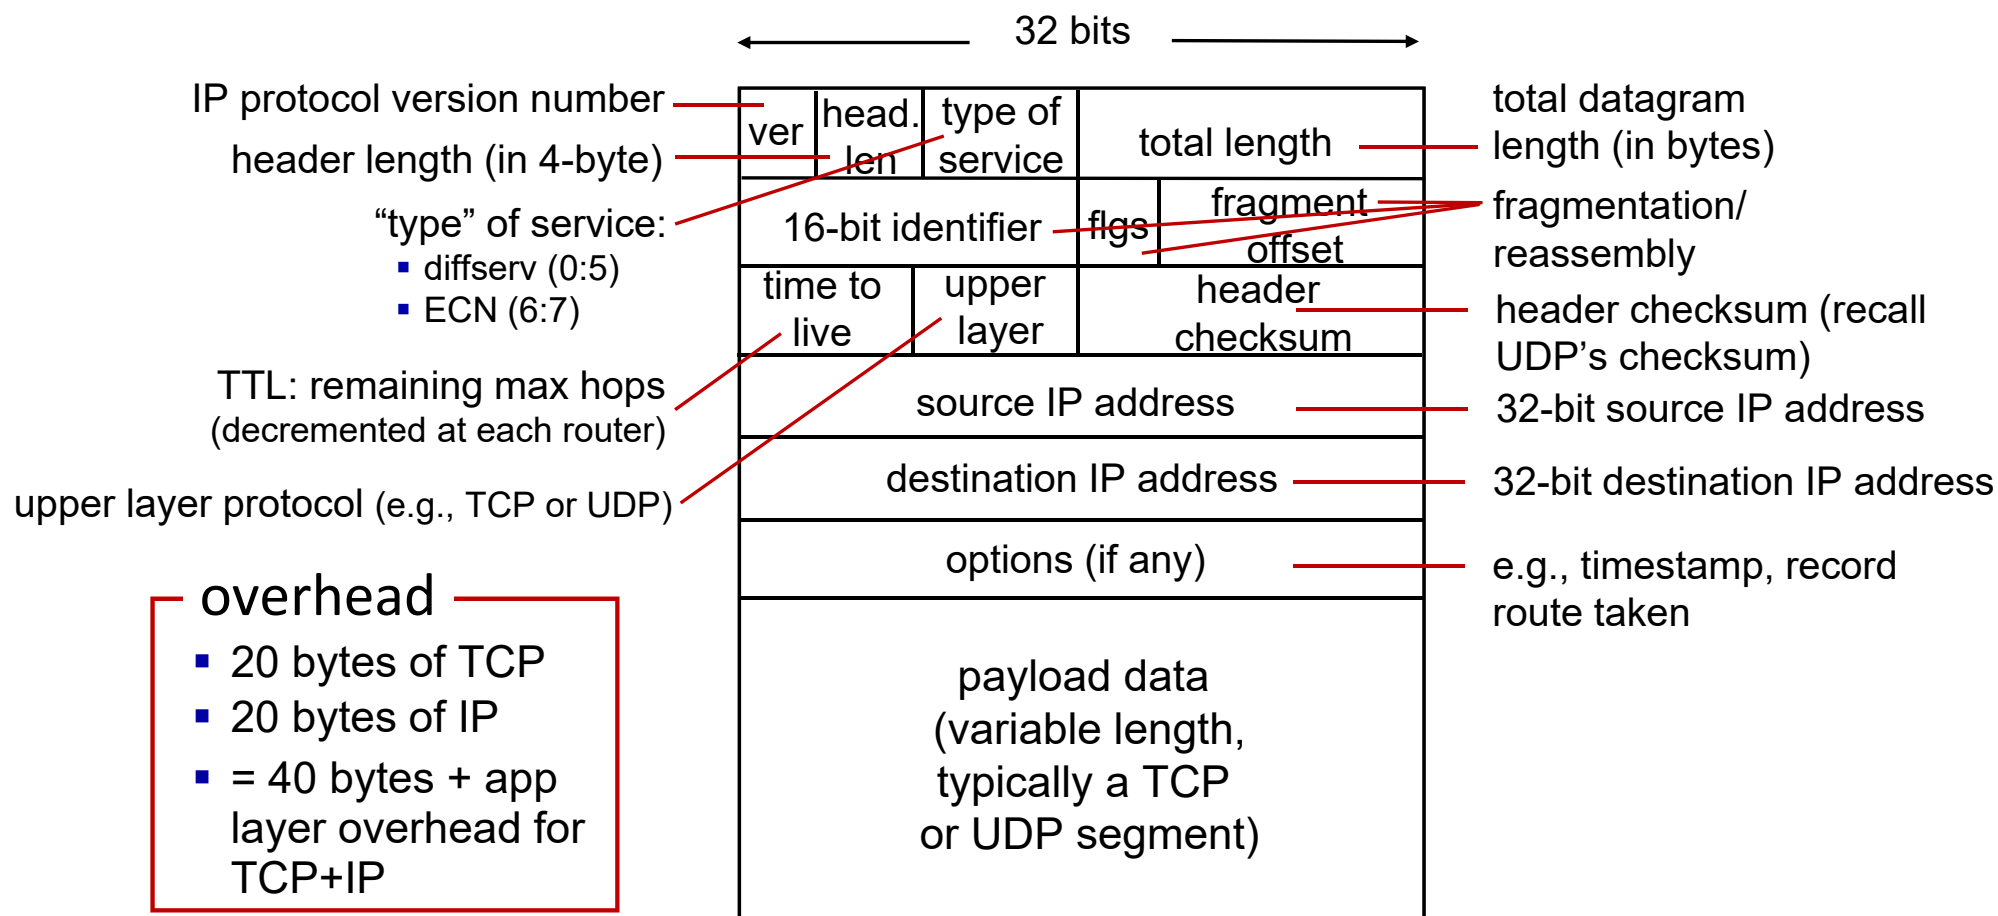 32 bits
IP protocol version number
header length (in 4-byte)
“type” of service:
▪ diffserv (0:5)
▪ ECN (6:7)
TTL: remaining max hops
(decremented at each router)
upper layer protocol (e.g., TCP or UDP)
ver
head.
len
type of
service
total length
16-bit identifier
flgs
fragment
offset
time to
live
upper
layer
header
checksum
source IP address
destination IP address
options (if any)
payload data
(variable length,
typically a TCP
or UDP segment)
total datagram
length (in bytes)
fragmentation/
reassembly
header checksum (recall
UDP’s checksum)
32-bit source IP address
32-bit destination IP address
e.g., timestamp, record
route taken
overhead
▪ 20 bytes of TCP
▪ 20 bytes of IP
▪ = 40 bytes + app
layer overhead for
TCP+IP